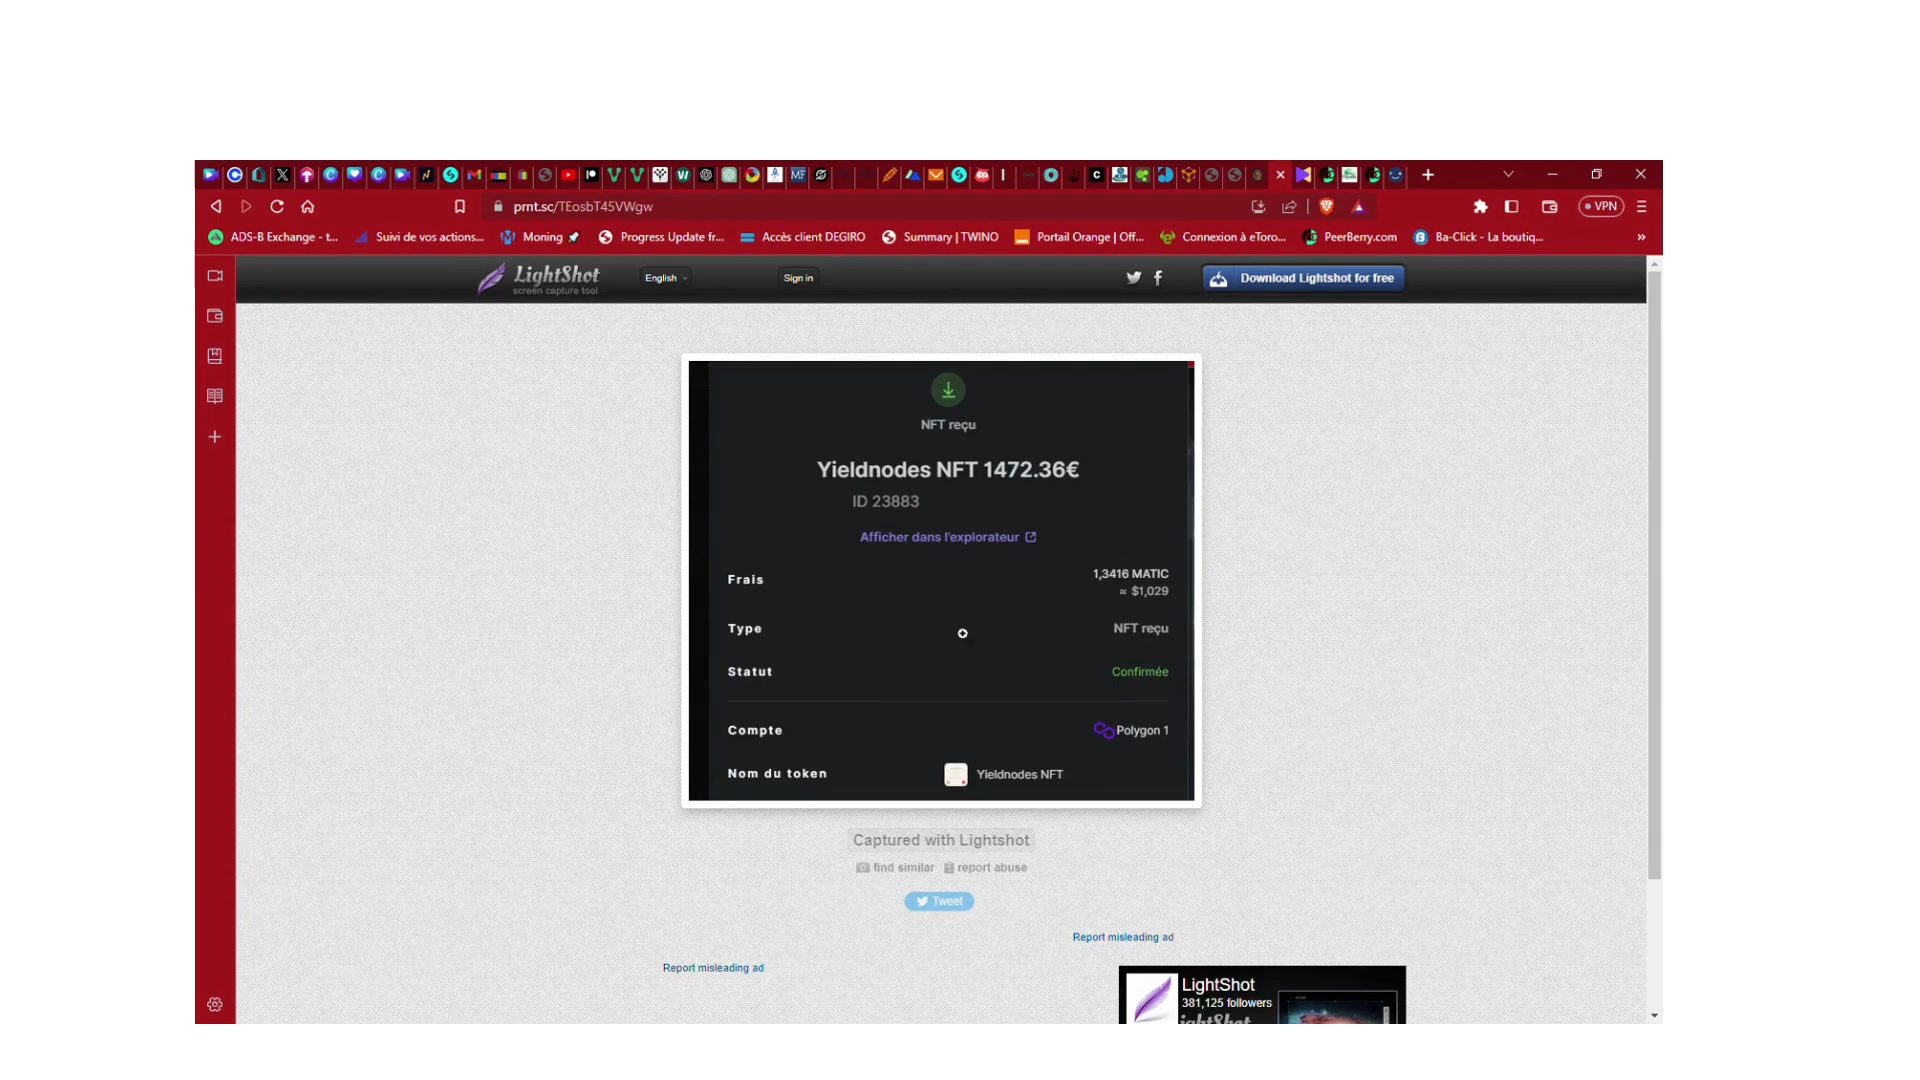 prnt.sc/TEosbT45VWgw
VPN
ADS-B Exchange - t...
Suivi de vos actions...
Moning
Progress Update fr...
Accès client DEGIRO
Summary | TWINO
Portail Orange | Off...
Connexion à eToro...
PeerBerry.com
Ba-Click - La boutiq...
LightShot
screen capture tool
English
Sign in
Download Lightshot for free
NFT reçu
Yieldnodes NFT 1472.36€
ID 23883
Afficher dans l'explorateur
Frais
1,3416 MATIC
≈ $1,029
Type
NFT reçu
Statut
Confirmée
Compte
Polygon 1
Nom du token
Yieldnodes NFT
Captured with Lightshot
find similar
report abuse
Tweet
Report misleading ad
Report misleading ad
LightShot
381,125 followers